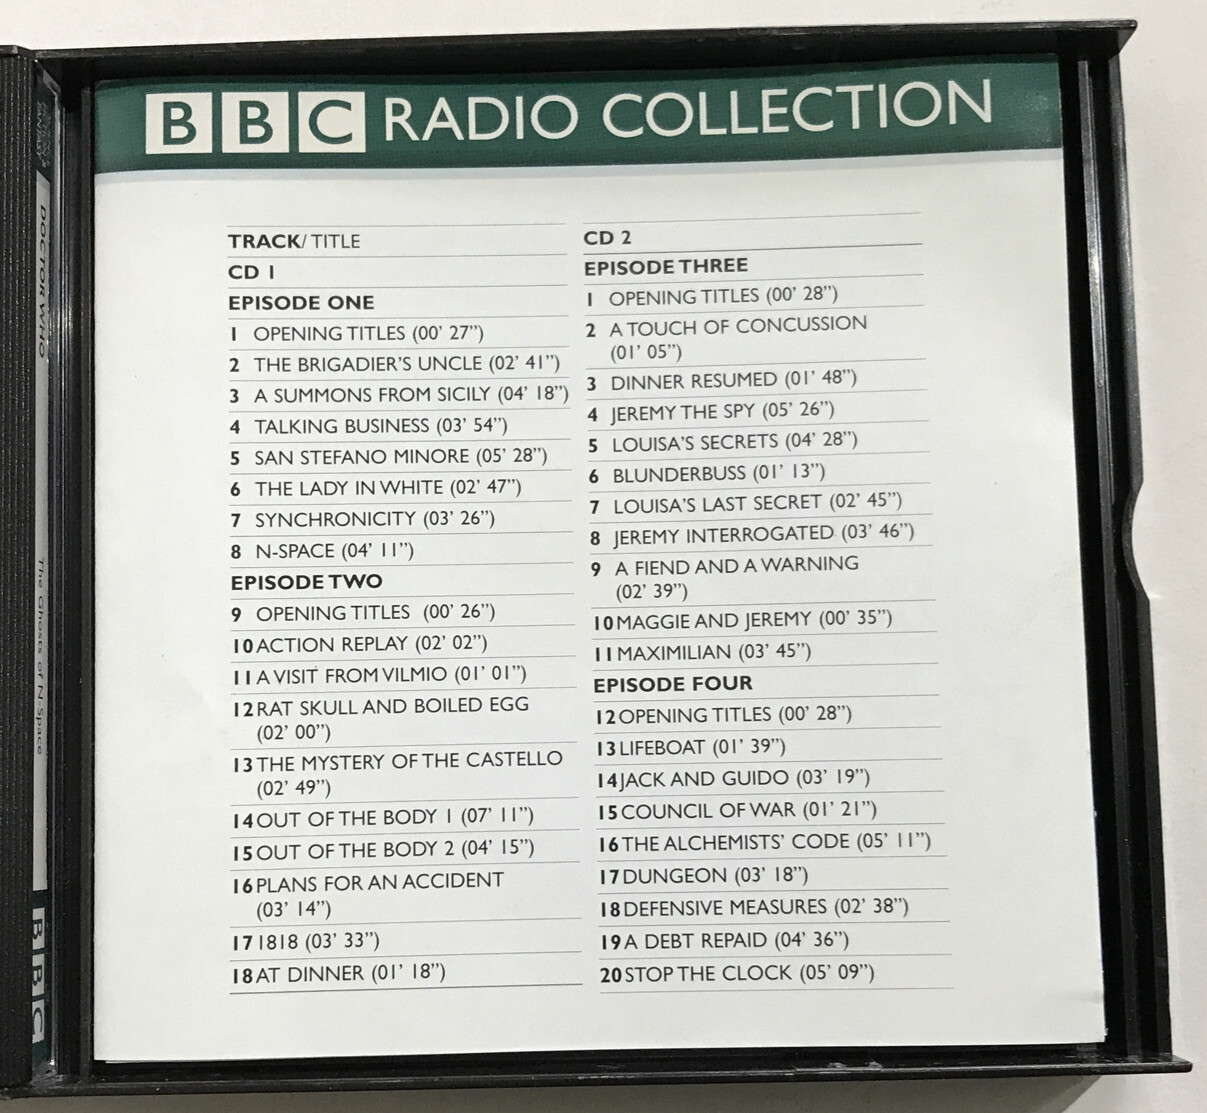 BBC RADIO COLLECTION
TRACK/ TITLE
CD 1
EPISODE ONE
1 OPENING TITLES (00’ 27”)
2 THE BRIGADIER’S UNCLE (02’ 41”)
3 A SUMMONS FROM SICILY (04’ 18”)
4 TALKING BUSINESS (03’ 54”)
5 SAN STEFANO MINORE (05’ 28”)
6 THE LADY IN WHITE (02’ 47”)
7 SYNCHRONICITY (03’ 26”)
8 N-SPACE (04’ 11”)
EPISODE TWO
9 OPENING TITLES (00’ 26”)
10 ACTION REPLAY (02’ 02”)
11 A VISIT FROM VILMIO (01’ 01”)
12 RAT SKULL AND BOILED EGG
(02’ 00”)
13 THE MYSTERY OF THE CASTELLO
(02’ 49”)
14 OUT OF THE BODY 1 (07’ 11”)
15 OUT OF THE BODY 2 (04’ 15”)
16 PLANS FOR AN ACCIDENT
(03’ 14”)
17 1818 (03’ 33”)
18 AT DINNER (01’ 18”)
CD 2
EPISODE THREE
1 OPENING TITLES (00’ 28”)
2 A TOUCH OF CONCUSSION
(01’ 05”)
3 DINNER RESUMED (01’ 48”)
4 JEREMY THE SPY (05’ 26”)
5 LOUISA’S SECRETS (04’ 28”)
6 BLUNDERBUSS (01’ 13”)
7 LOUISA’S LAST SECRET (02’ 45”)
8 JEREMY INTERROGATED (03’ 46”)
9 A FIEND AND A WARNING
(02’ 39”)
10 MAGGIE AND JEREMY (00’ 35”)
11 MAXIMILIAN (03’ 45”)
EPISODE FOUR
12 OPENING TITLES (00’ 28”)
13 LIFEBOAT (01’ 39”)
14 JACK AND GUIDO (03’ 19”)
15 COUNCIL OF WAR (01’ 21”)
16 THE ALCHEMISTS’ CODE (05’ 11”)
17 DUNGEON (03’ 18”)
18 DEFENSIVE MEASURES (02’ 38”)
19 A DEBT REPAID (04’ 36”)
20 STOP THE CLOCK (05’ 09”)
DOCTOR WHO
The Ghosts of N-Space
BBC